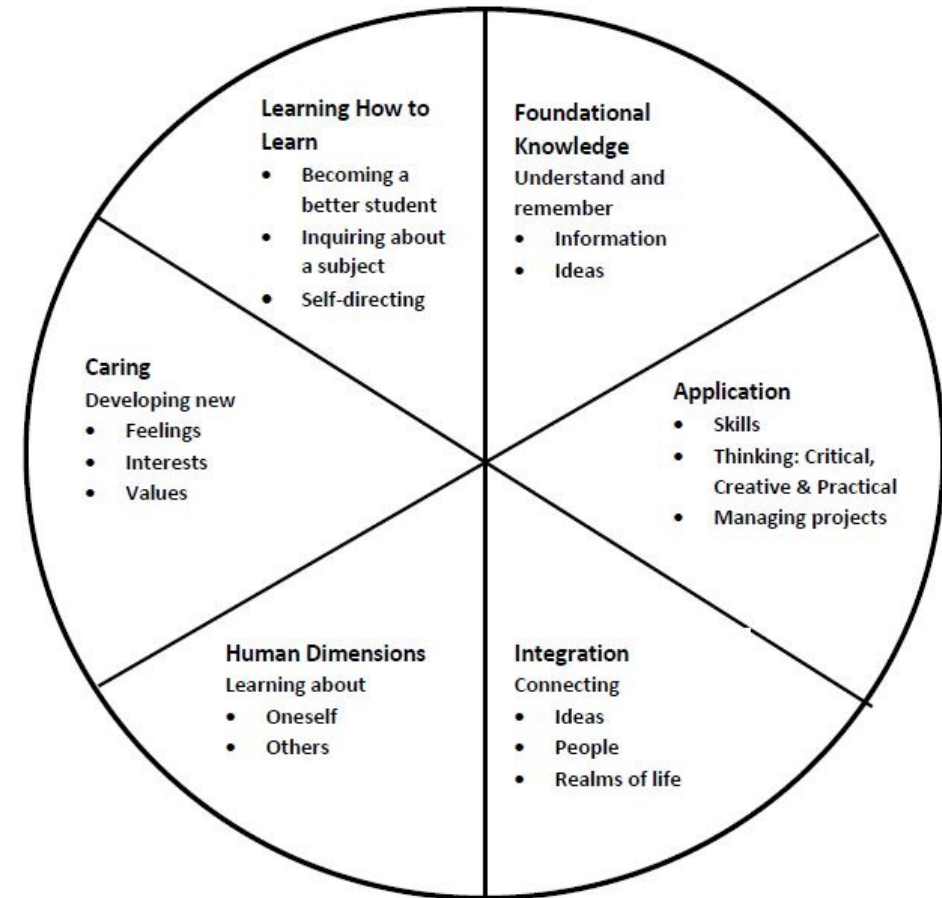 Learning How to
Learn
• Becoming a
better student
• Inquiring about
a subject
• Self-directing
Foundational
Knowledge
Understand and
remember
• Information
• Ideas
Caring
Developing new
• Feelings
• Interests
• Values
Application
• Skills
• Thinking: Critical,
Creative & Practical
• Managing projects
Human Dimensions
Learning about
• Oneself
• Others
Integration
Connecting
• Ideas
• People
• Realms of life